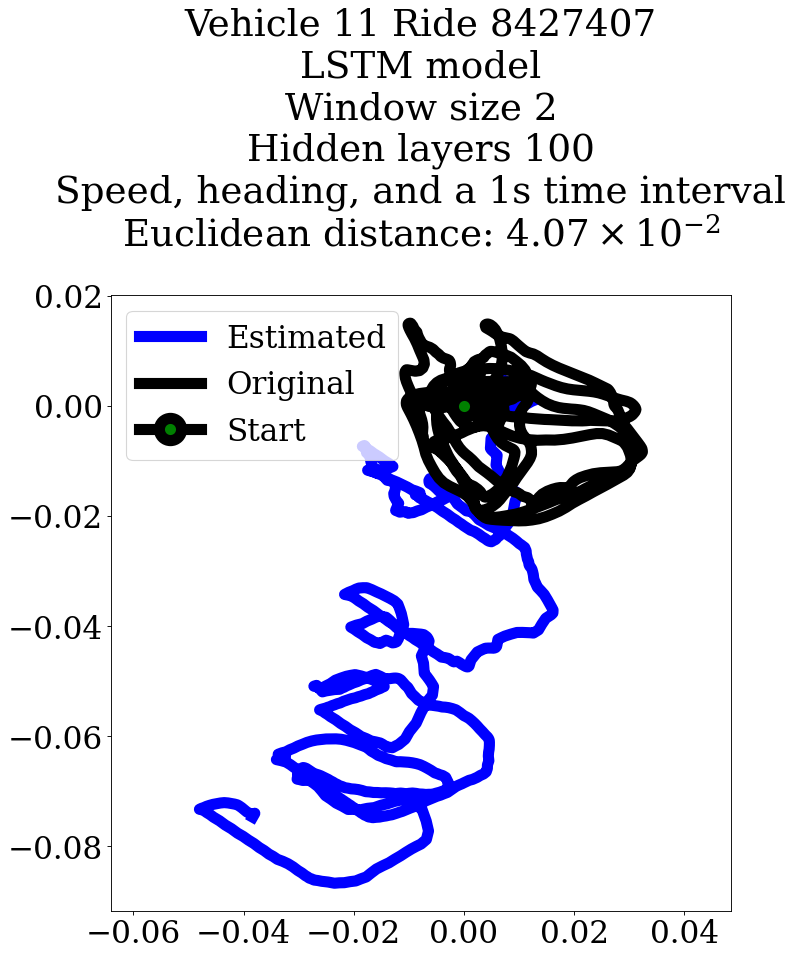 Vehicle 11 Ride 8427407
LSTM model
Window size 2
Hidden layers 100
Speed, heading, and a 1s time interval
Euclidean distance: 4.07 × 10⁻²
0.02
0.00
−0.02
−0.04
−0.06
−0.08
Estimated
Original
Start
−0.06 −0.04 −0.02 0.00 0.02 0.04